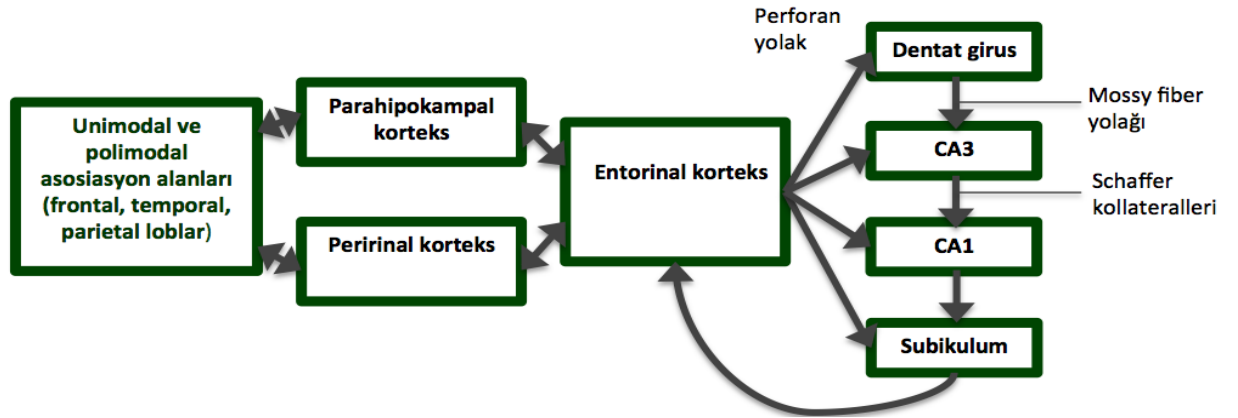 Unimodal ve
polimodal
asosiasyon alanları
(frontal, temporal,
parietal loblar)
Parahipokampal
korteks
Peririnal korteks
Entorinal korteks
Perforan
yolak
Dentat girus
Mossy fiber
yolağı
CA3
Schaffer
kollateralleri
CA1
Subikulum